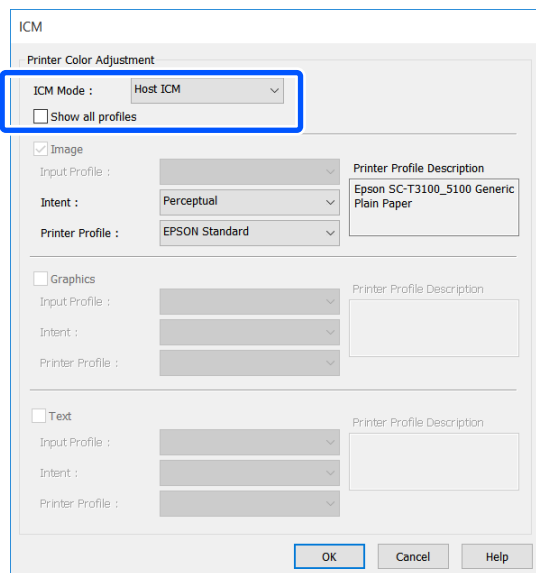 ICM
Printer Color Adjustment
ICM Mode : Host ICM
Show all profiles
Image
Input Profile :
Printer Profile Description
Intent : Perceptual
Epson SC-T3100_5100 Generic
Plain Paper
Printer Profile : EPSON Standard
Graphics
Input Profile :
Printer Profile Description
Intent :
Printer Profile :
Text
Input Profile :
Printer Profile Description
Intent :
Printer Profile :
OK Cancel Help